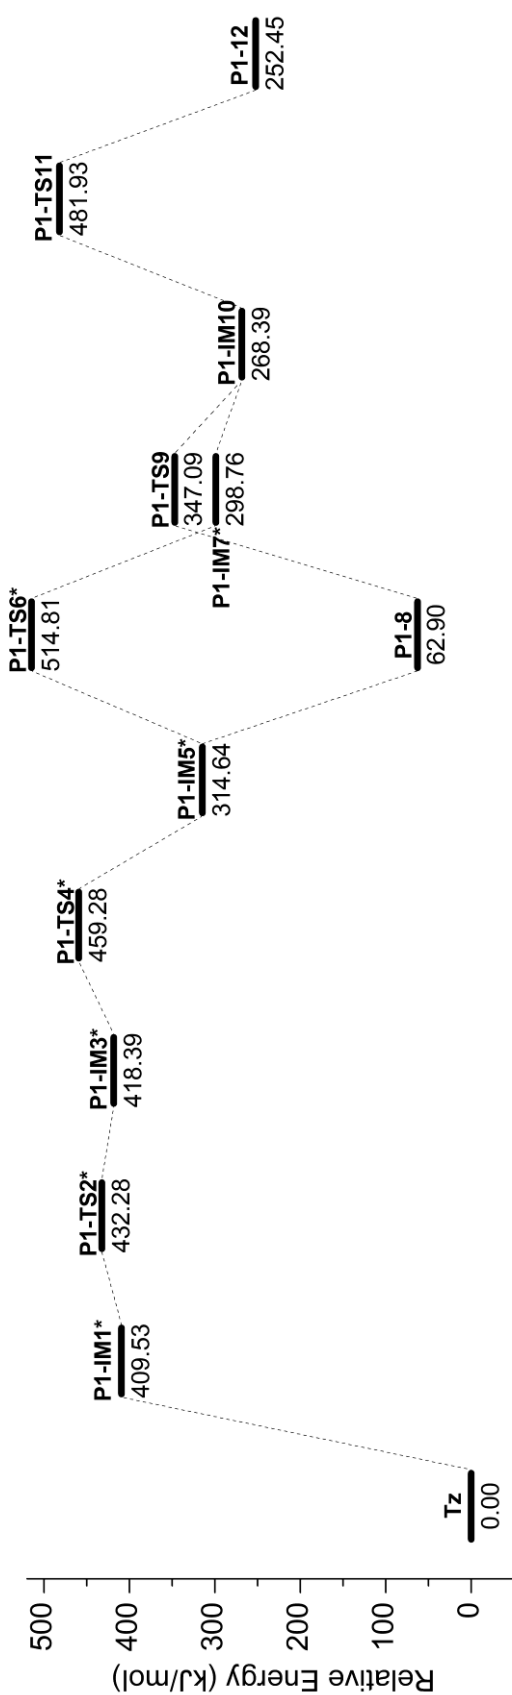 Relative Energy (kJ/mol)
500
400
300
200
100
0
Tz
0.00
P1-IM1*
409.53
P1-TS2*
432.28
P1-IM3*
418.39
P1-TS4*
459.28
P1-IM5*
314.64
P1-TS6*
514.81
P1-8
62.90
P1-TS9
347.09
P1-IM7*
298.76
P1-IM10
268.39
P1-TS11
481.93
P1-12
252.45